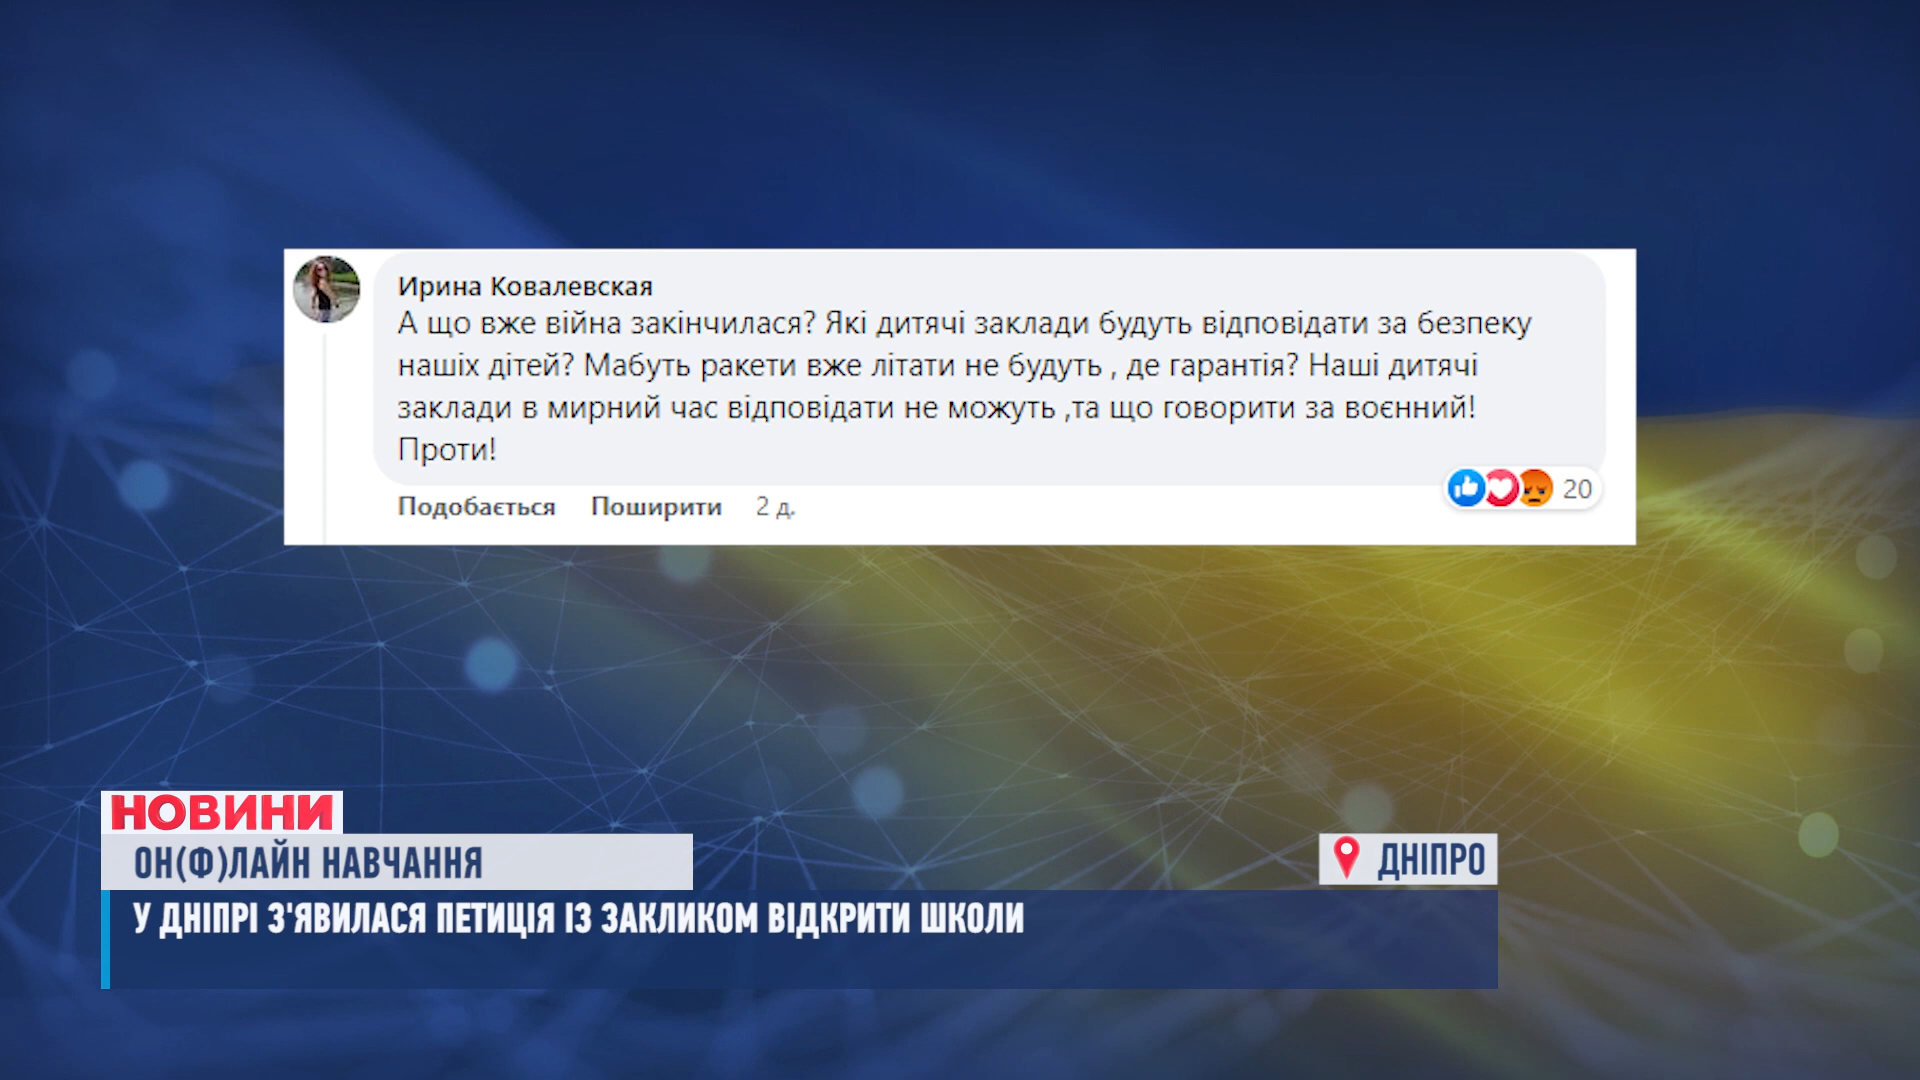 Ирина Ковалевская
А що вже війна закінчилася? Які дитячі заклади будуть відповідати за безпеку
нашіх дітей? Мабуть ракети вже літати не будуть , де гарантія? Наші дитячі
заклади в мирний час відповідати не можуть ,та що говорити за воєнний!
Проти!
Подобається Поширити 2 д.
20
НОВИНИ
ОН(Ф)ЛАЙН НАВЧАННЯ
ДНІПРО
У ДНІПРІ З'ЯВИЛАСЯ ПЕТИЦІЯ ІЗ ЗАКЛИКОМ ВІДКРИТИ ШКОЛИ